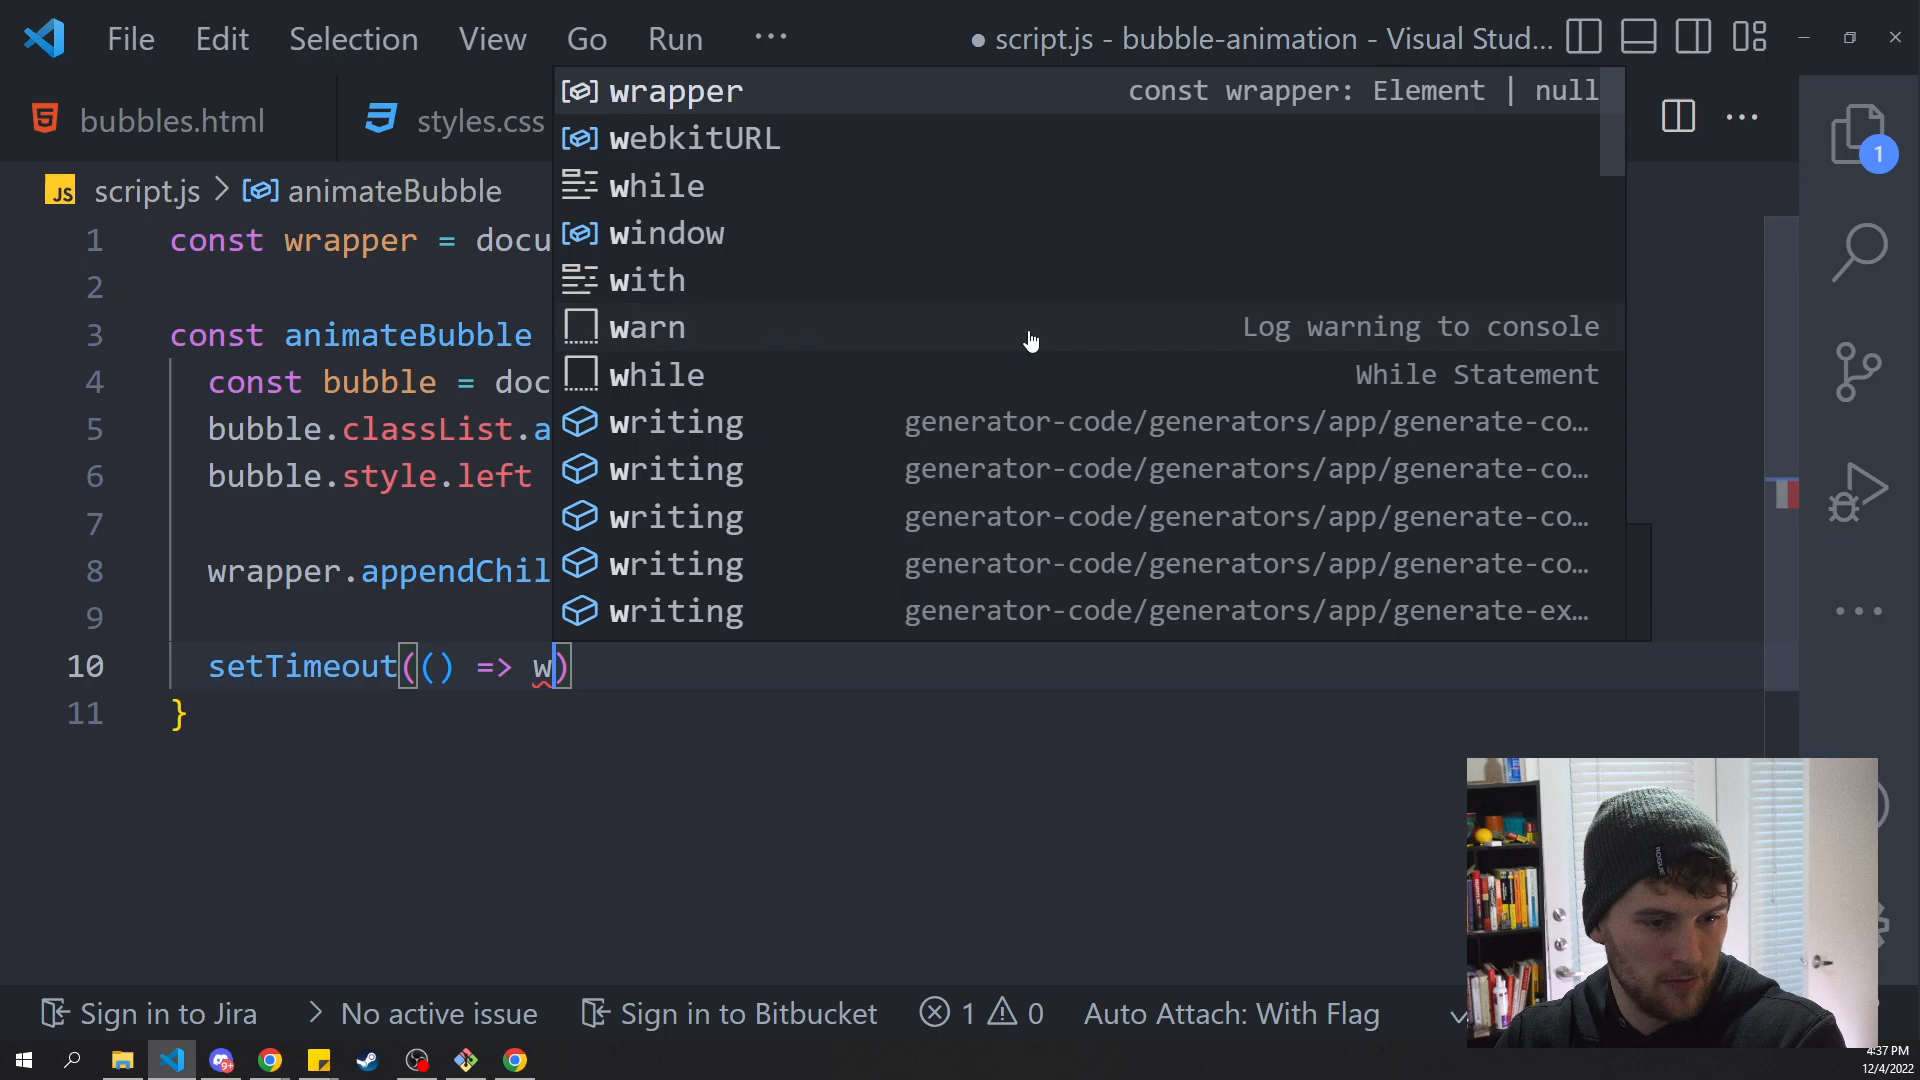 File Edit Selection View Go Run ··· ● script.js - bubble-animation - Visual Stud...
bubbles.html
styles.css
script.js > animateBubble
1 const wrapper = docu
2
3 const animateBubble
4 const bubble = doc
5 bubble.classList.a
6 bubble.style.left
7
8 wrapper.appendChil
9
10 setTimeout(() => w)
11 }
wrapper const wrapper: Element | null
webkitURL
while
window
with
warn Log warning to console
while While Statement
writing generator-code/generators/app/generate-co…
writing generator-code/generators/app/generate-co…
writing generator-code/generators/app/generate-co…
writing generator-code/generators/app/generate-co…
writing generator-code/generators/app/generate-ex…
1
ROGUE
Sign in to Jira > No active issue Sign in to Bitbucket 1 0 Auto Attach: With Flag
9+
4:37 PM
12/4/2022